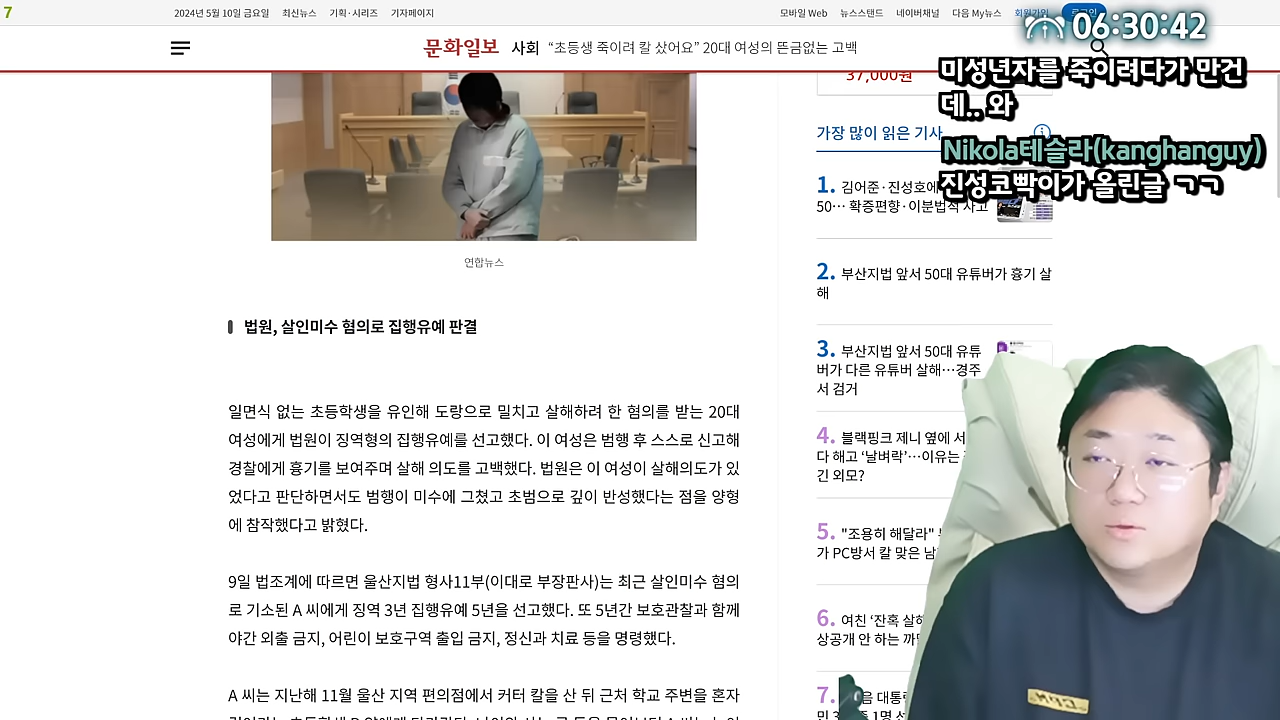 7
2024년 5월 10일 금요일 최신뉴스 기획·시리즈 기자페이지
모바일 Web 뉴스스탠드 네이버채널 다음 My뉴스 회원가입
문화일보 사회 “초등생 죽이려 칼 샀어요” 20대 여성의 뜬금없는 고백
06:30:42
미성년자를 죽이려다가 만건
데.. 와
Nikola테슬라(kanghanguy)
진성코빡이가 올린글 ㄱㄱ
연합뉴스
법원, 살인미수 혐의로 집행유예 판결
일면식 없는 초등학생을 유인해 도랑으로 밀치고 살해하려 한 혐의를 받는 20대
여성에게 법원이 징역형의 집행유예를 선고했다. 이 여성은 범행 후 스스로 신고해
경찰에게 흉기를 보여주며 살해 의도를 고백했다. 법원은 이 여성이 살해의도가 있
었다고 판단하면서도 범행이 미수에 그쳤고 초범으로 깊이 반성했다는 점을 양형
에 참작했다고 밝혔다.
9일 법조계에 따르면 울산지법 형사11부(이대로 부장판사)는 최근 살인미수 혐의
로 기소된 A 씨에게 징역 3년 집행유예 5년을 선고했다. 또 5년간 보호관찰과 함께
야간 외출 금지, 어린이 보호구역 출입 금지, 정신과 치료 등을 명령했다.
A 씨는 지난해 11월 울산 지역 편의점에서 커터 칼을 산 뒤 근처 학교 주변을 혼자
37,000원
가장 많이 읽은 기사
1. 김어준·진성호에
50… 확증편향·이분법적 사고
2. 부산지법 앞서 50대 유튜버가 흉기 살
해
3. 부산지법 앞서 50대 유튜
버가 다른 유튜버 살해…경주
서 검거
4. 블랙핑크 제니 옆에 서
다 해고 ‘날벼락’…이유는
긴 외모?
5. "조용히 해달라"
가 PC방서 칼 맞은 남
6. 여친 ‘잔혹 살해
상공개 안 하는 까
7.